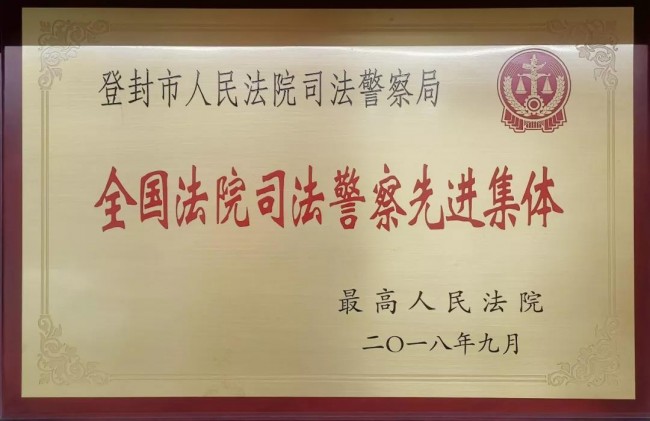 登封市人民法院司法警察局
全国法院司法警察先进集体
最高人民法院
二〇一八年九月